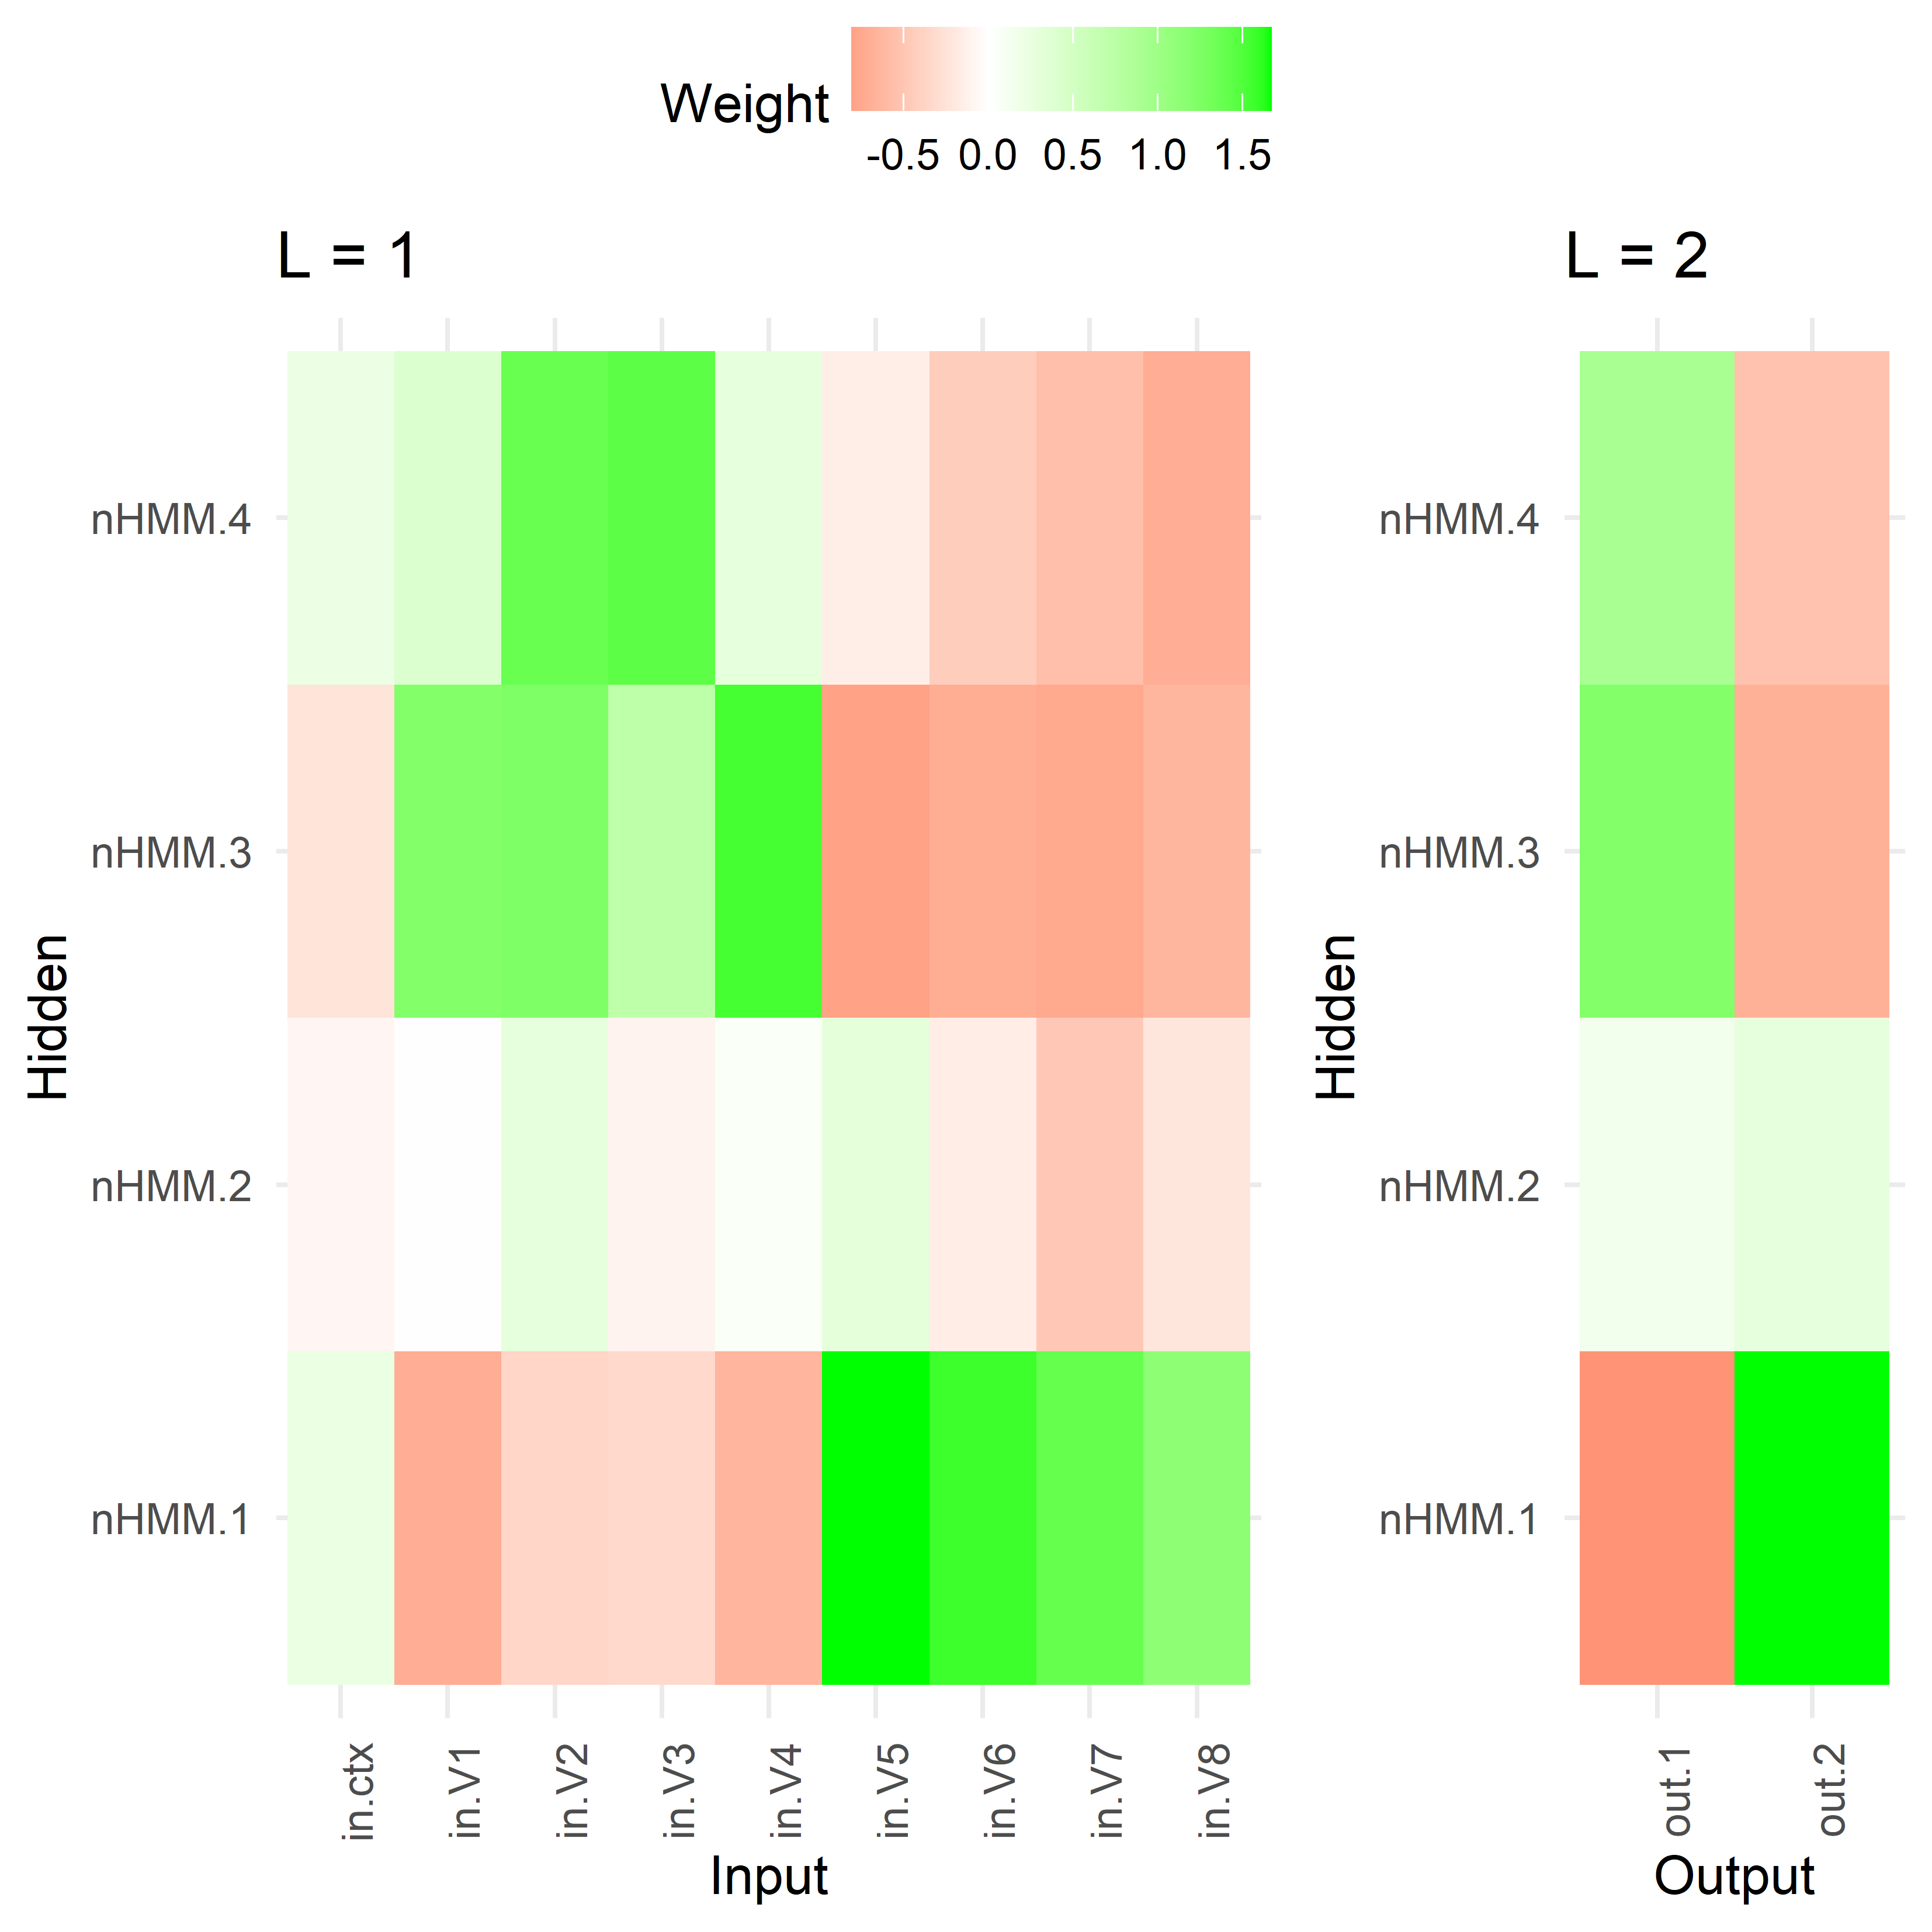 Weight
-0.5 0.0 0.5 1.0 1.5
L = 1
L = 2
Hidden
nHMM.4
nHMM.3
nHMM.2
nHMM.1
in.ctx in.V1 in.V2 in.V3 in.V4 in.V5 in.V6 in.V7 in.V8
Input
Hidden
nHMM.4
nHMM.3
nHMM.2
nHMM.1
out.1 out.2
Output